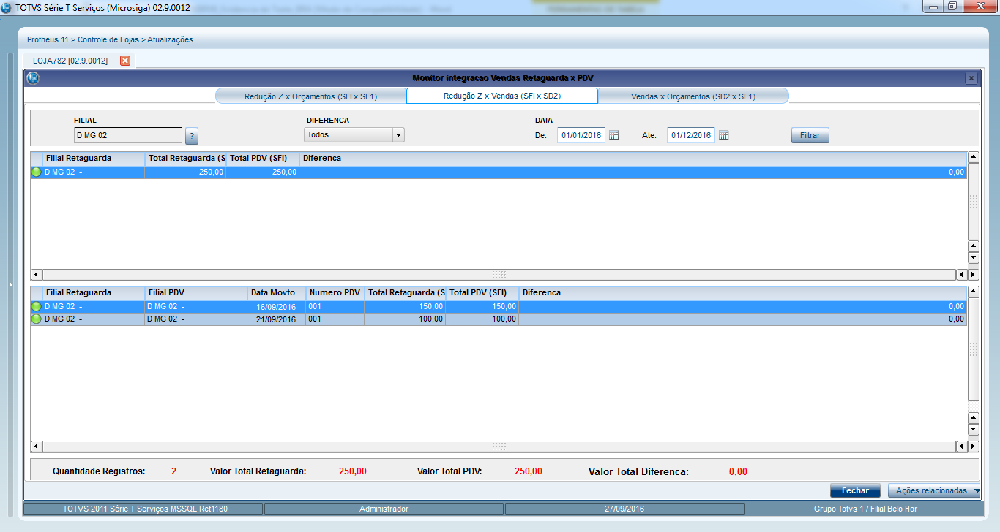 TOTVS Série T Serviços (Microsiga) 02.9.0012
Protheus 11 > Controle de Lojas > Atualizações
LOJA782 [02.9.0012]
Monitor integracao Vendas Retaguarda x PDV
Redução Z x Orçamentos (SFI x SL1) Redução Z x Vendas (SFI x SD2) Vendas x Orçamentos (SD2 x SL1)
FILIAL DIFERENCA DATA
D MG 02 ? Todos De: 01/01/2016 Ate: 01/12/2016 Filtrar
Filial Retaguarda Total Retaguarda (S Total PDV (SFI) Diferenca
D MG 02 - 250,00 250,00 0,00
Filial Retaguarda Filial PDV Data Movto Numero PDV Total Retaguarda (S Total PDV (SFI) Diferenca
D MG 02 - D MG 02 - 16/09/2016 001 150,00 150,00 0,00
D MG 02 - D MG 02 - 21/09/2016 001 100,00 100,00 0,00
Quantidade Registros: 2 Valor Total Retaguarda: 250,00 Valor Total PDV: 250,00 Valor Total Diferenca: 0,00
Fechar Ações relacionadas
TOTVS 2011 Série T Serviços MSSQL Ret1180 Administrador 27/09/2016 Grupo Totvs 1 / Filial Belo Hor